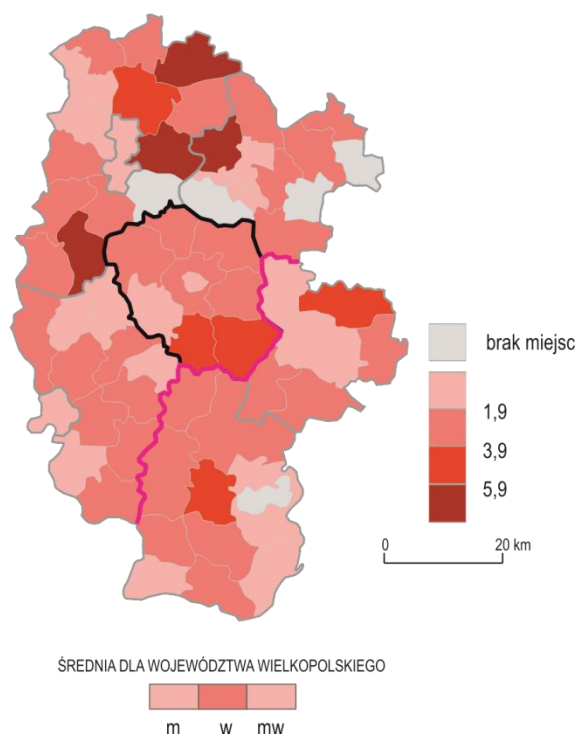 brak miejsc
1,9
3,9
5,9
0 20 km
ŚREDNIA DLA WOJEWÓDZTWA WIELKOPOLSKIEGO
m w mw